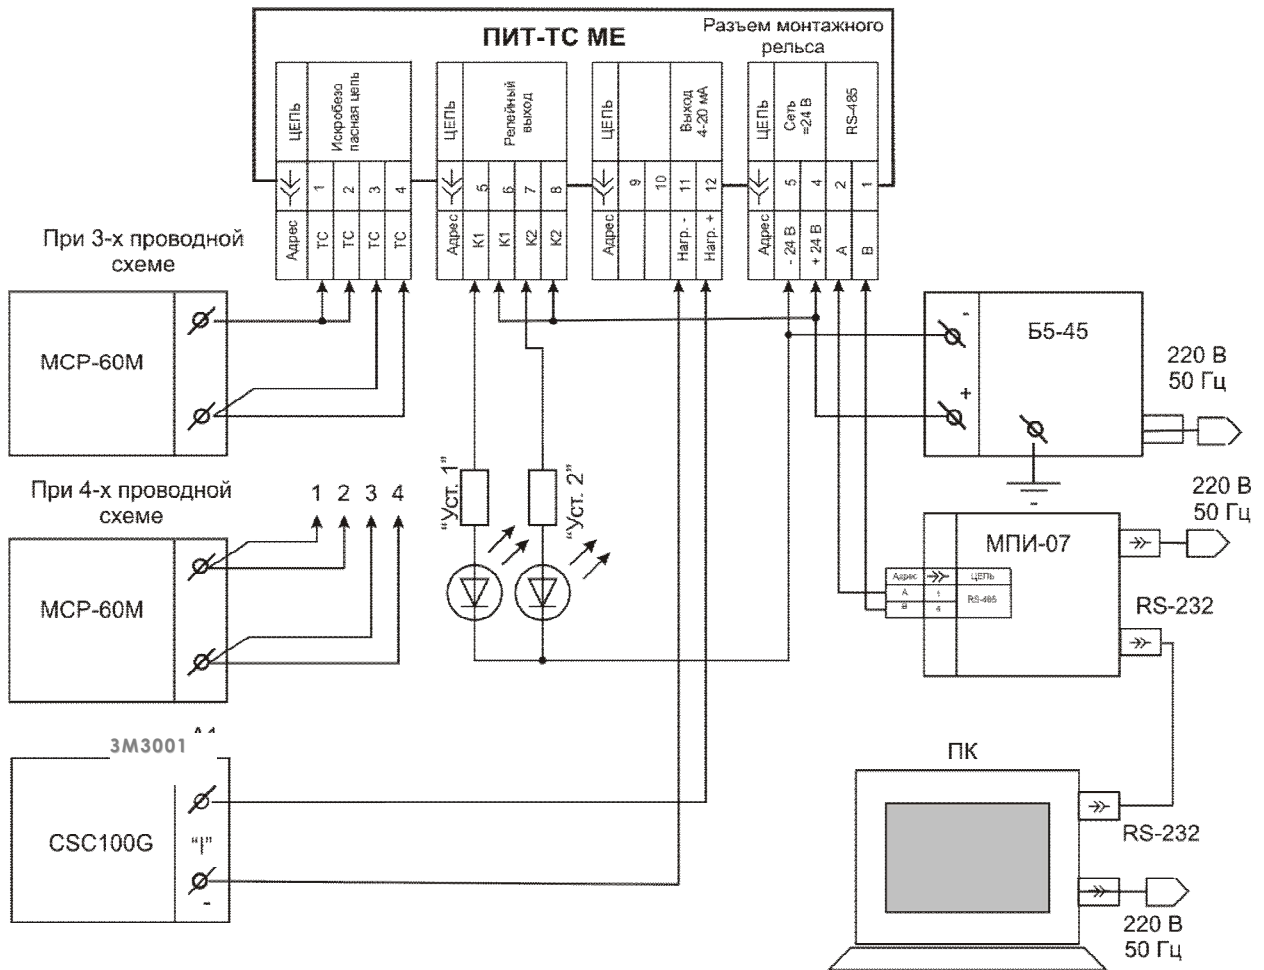 ПИТ-ТС МЕ
Разъем монтажного
рельса
ЦЕПЬ
Искробезо
пасная цепь
1
2
3
4
Адрес
ТС
ТС
ТС
ТС
ЦЕПЬ
Релейный
выход
5
6
7
8
Адрес
К1
К1
К2
К2
ЦЕПЬ
Выход
4-20 мА
9
10
11
12
Адрес
Нагр. -
Нагр. +
ЦЕПЬ
Сеть
=24 В
RS-485
5
4
2
1
Адрес
- 24 В
+ 24 В
А
В
При 3-х проводной
схеме
МСР-60М
При 4-х проводной
схеме
1 2 3 4
МСР-60М
"Уст. 1"
"Уст. 2"
-
+
Б5-45
220 В
50 Гц
220 В
50 Гц
МПИ-07
Адрес
ЦЕПЬ
А
1
RS-485
В
4
RS-232
3М3001
CSC100G
"I"
-
ПК
RS-232
220 В
50 Гц